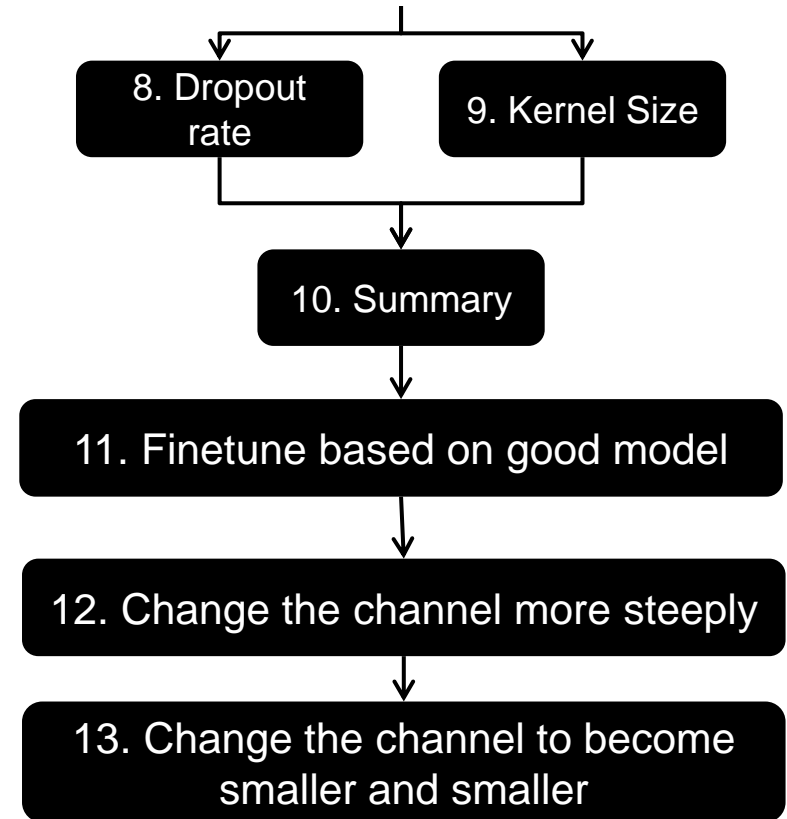 8. Dropout
rate
9. Kernel Size
10. Summary
11. Finetune based on good model
12. Change the channel more steeply
13. Change the channel to become
smaller and smaller